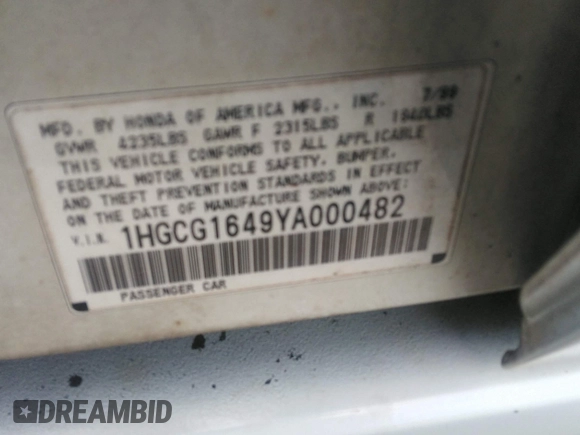 MFD. BY HONDA OF AMERICA MFG., INC. 7/99
GVWR 4235LBS GAWR F 2315LBS R 1940LBS
THIS VEHICLE CONFORMS TO ALL APPLICABLE
FEDERAL MOTOR VEHICLE SAFETY, BUMPER,
AND THEFT PREVENTION STANDARDS IN EFFECT
ON THE DATE OF MANUFACTURE SHOWN ABOVE:
V.I.N. 1HGCG1649YA000482
PASSENGER CAR
DREAMBID